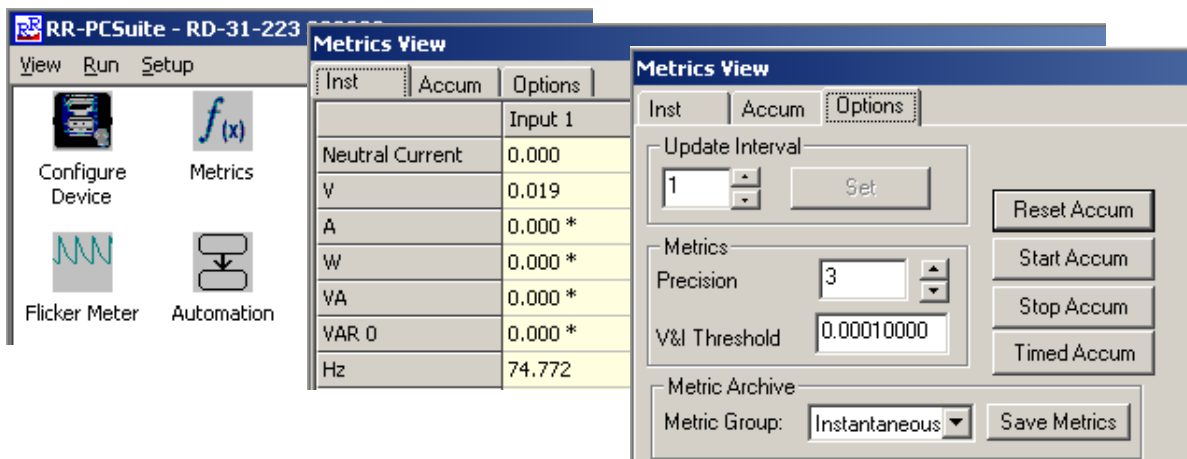 RR RR-PCSuite - RD-31-223
View Run Setup
f(x)
Configure Device
Metrics
Flicker Meter
Automation
Metrics View
Inst Accum Options
Input 1
Neutral Current 0.000
V 0.019
A 0.000 *
W 0.000 *
VA 0.000 *
VAR 0 0.000 *
Hz 74.772
Metrics View
Inst Accum Options
Update Interval
1 Set
Metrics
Precision 3
V&I Threshold 0.00010000
Reset Accum
Start Accum
Stop Accum
Timed Accum
Metric Archive
Metric Group: Instantaneous Save Metrics